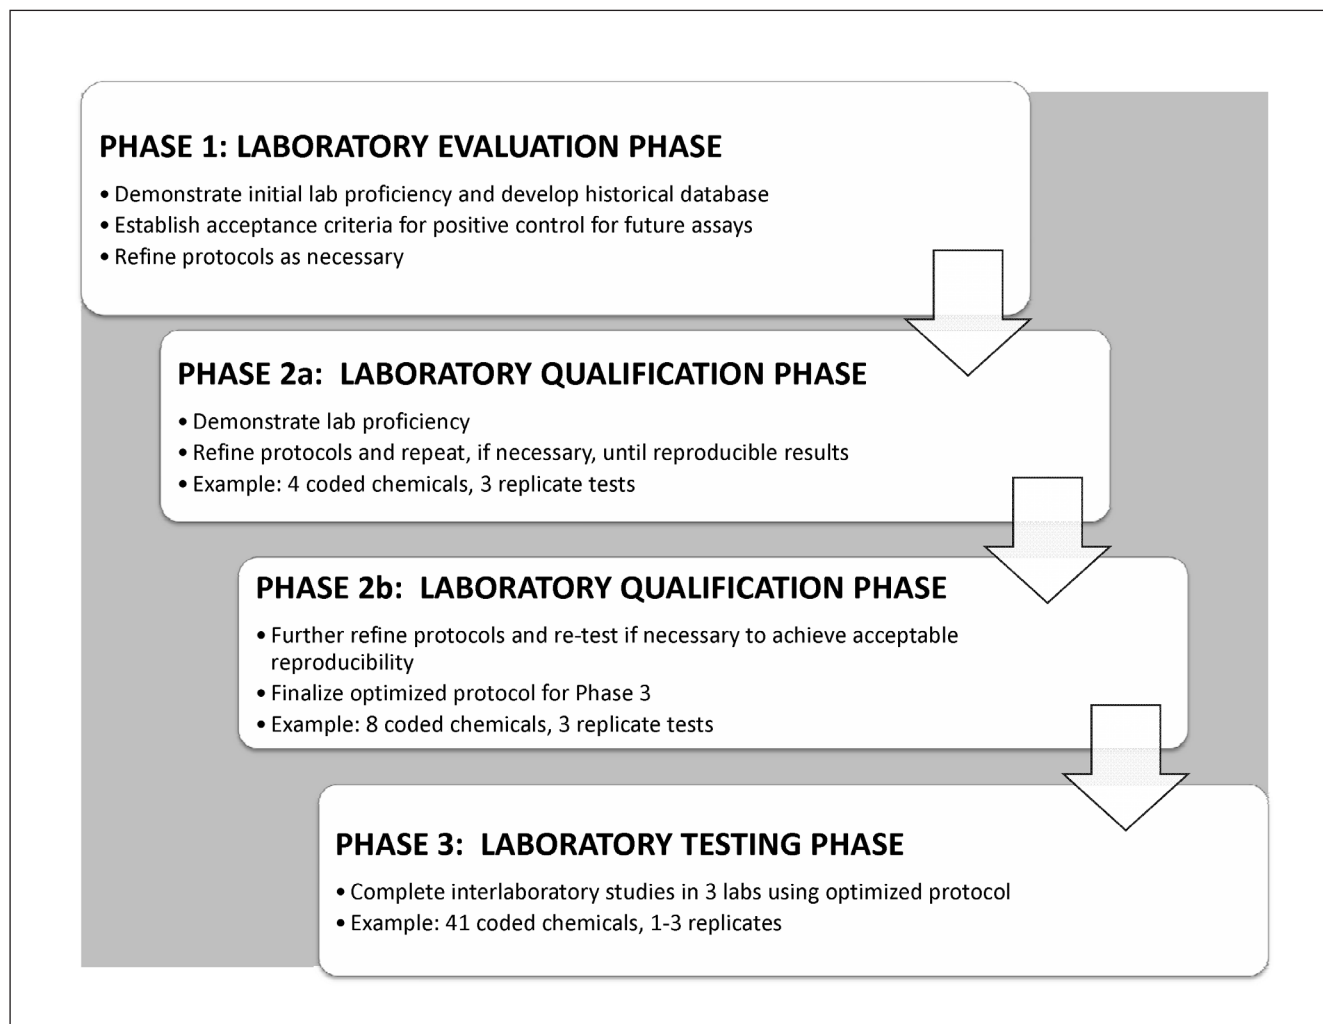 PHASE 1: LABORATORY EVALUATION PHASE
• Demonstrate initial lab proficiency and develop historical database
• Establish acceptance criteria for positive control for future assays
• Refine protocols as necessary
PHASE 2a:  LABORATORY QUALIFICATION PHASE
• Demonstrate lab proficiency
• Refine protocols and repeat, if necessary, until reproducible results
• Example: 4 coded chemicals, 3 replicate tests
PHASE 2b:  LABORATORY QUALIFICATION PHASE
• Further refine protocols and re-test if necessary to achieve acceptable
reproducibility
• Finalize optimized protocol for Phase 3
• Example: 8 coded chemicals, 3 replicate tests
PHASE 3:  LABORATORY TESTING PHASE
• Complete interlaboratory studies in 3 labs using optimized protocol
• Example: 41 coded chemicals, 1-3 replicates